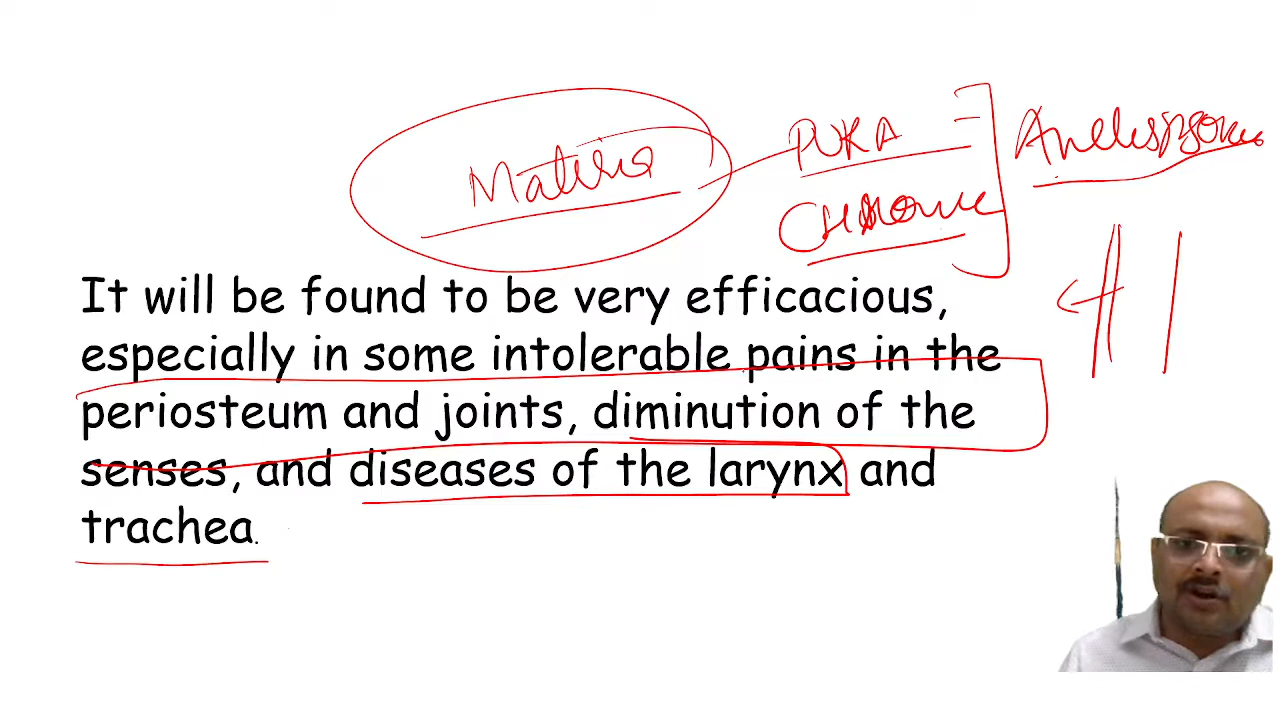 Materia
PURA
CHRONIC
It will be found to be very efficacious,
especially in some intolerable pains in the
periosteum and joints, diminution of the
senses, and diseases of the larynx and
trachea.